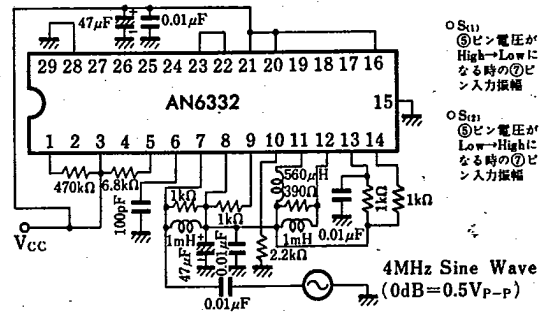 47μF
0.01μF
29 28 27 26 25 24 23 22 21 20 19 18 17 16
AN6332
15
1 2 3 4 5 6 7 8 9 10 11 12 13 14
470kΩ
6.8kΩ
100pF
1kΩ
1kΩ
560μH
390Ω
1mH
47μF
0.01μF
1mH
2.2kΩ
0.01μF
1kΩ
1kΩ
VCC
0.01μF
4MHz Sine Wave
(0dB=0.5VP-P)
○S(1)
⑤ピン電圧が
High→Lowに
なる時の⑦ピ
ン入力振幅
○S(2)
⑤ピン電圧が
Low→Highに
なる時の⑦ピ
ン入力振幅